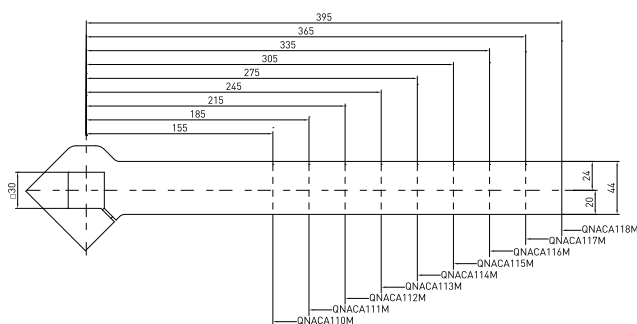 395
365
335
305
275
245
215
185
155
□30
24
44
20
QNACA118M
QNACA117M
QNACA116M
QNACA115M
QNACA114M
QNACA113M
QNACA112M
QNACA111M
QNACA110M